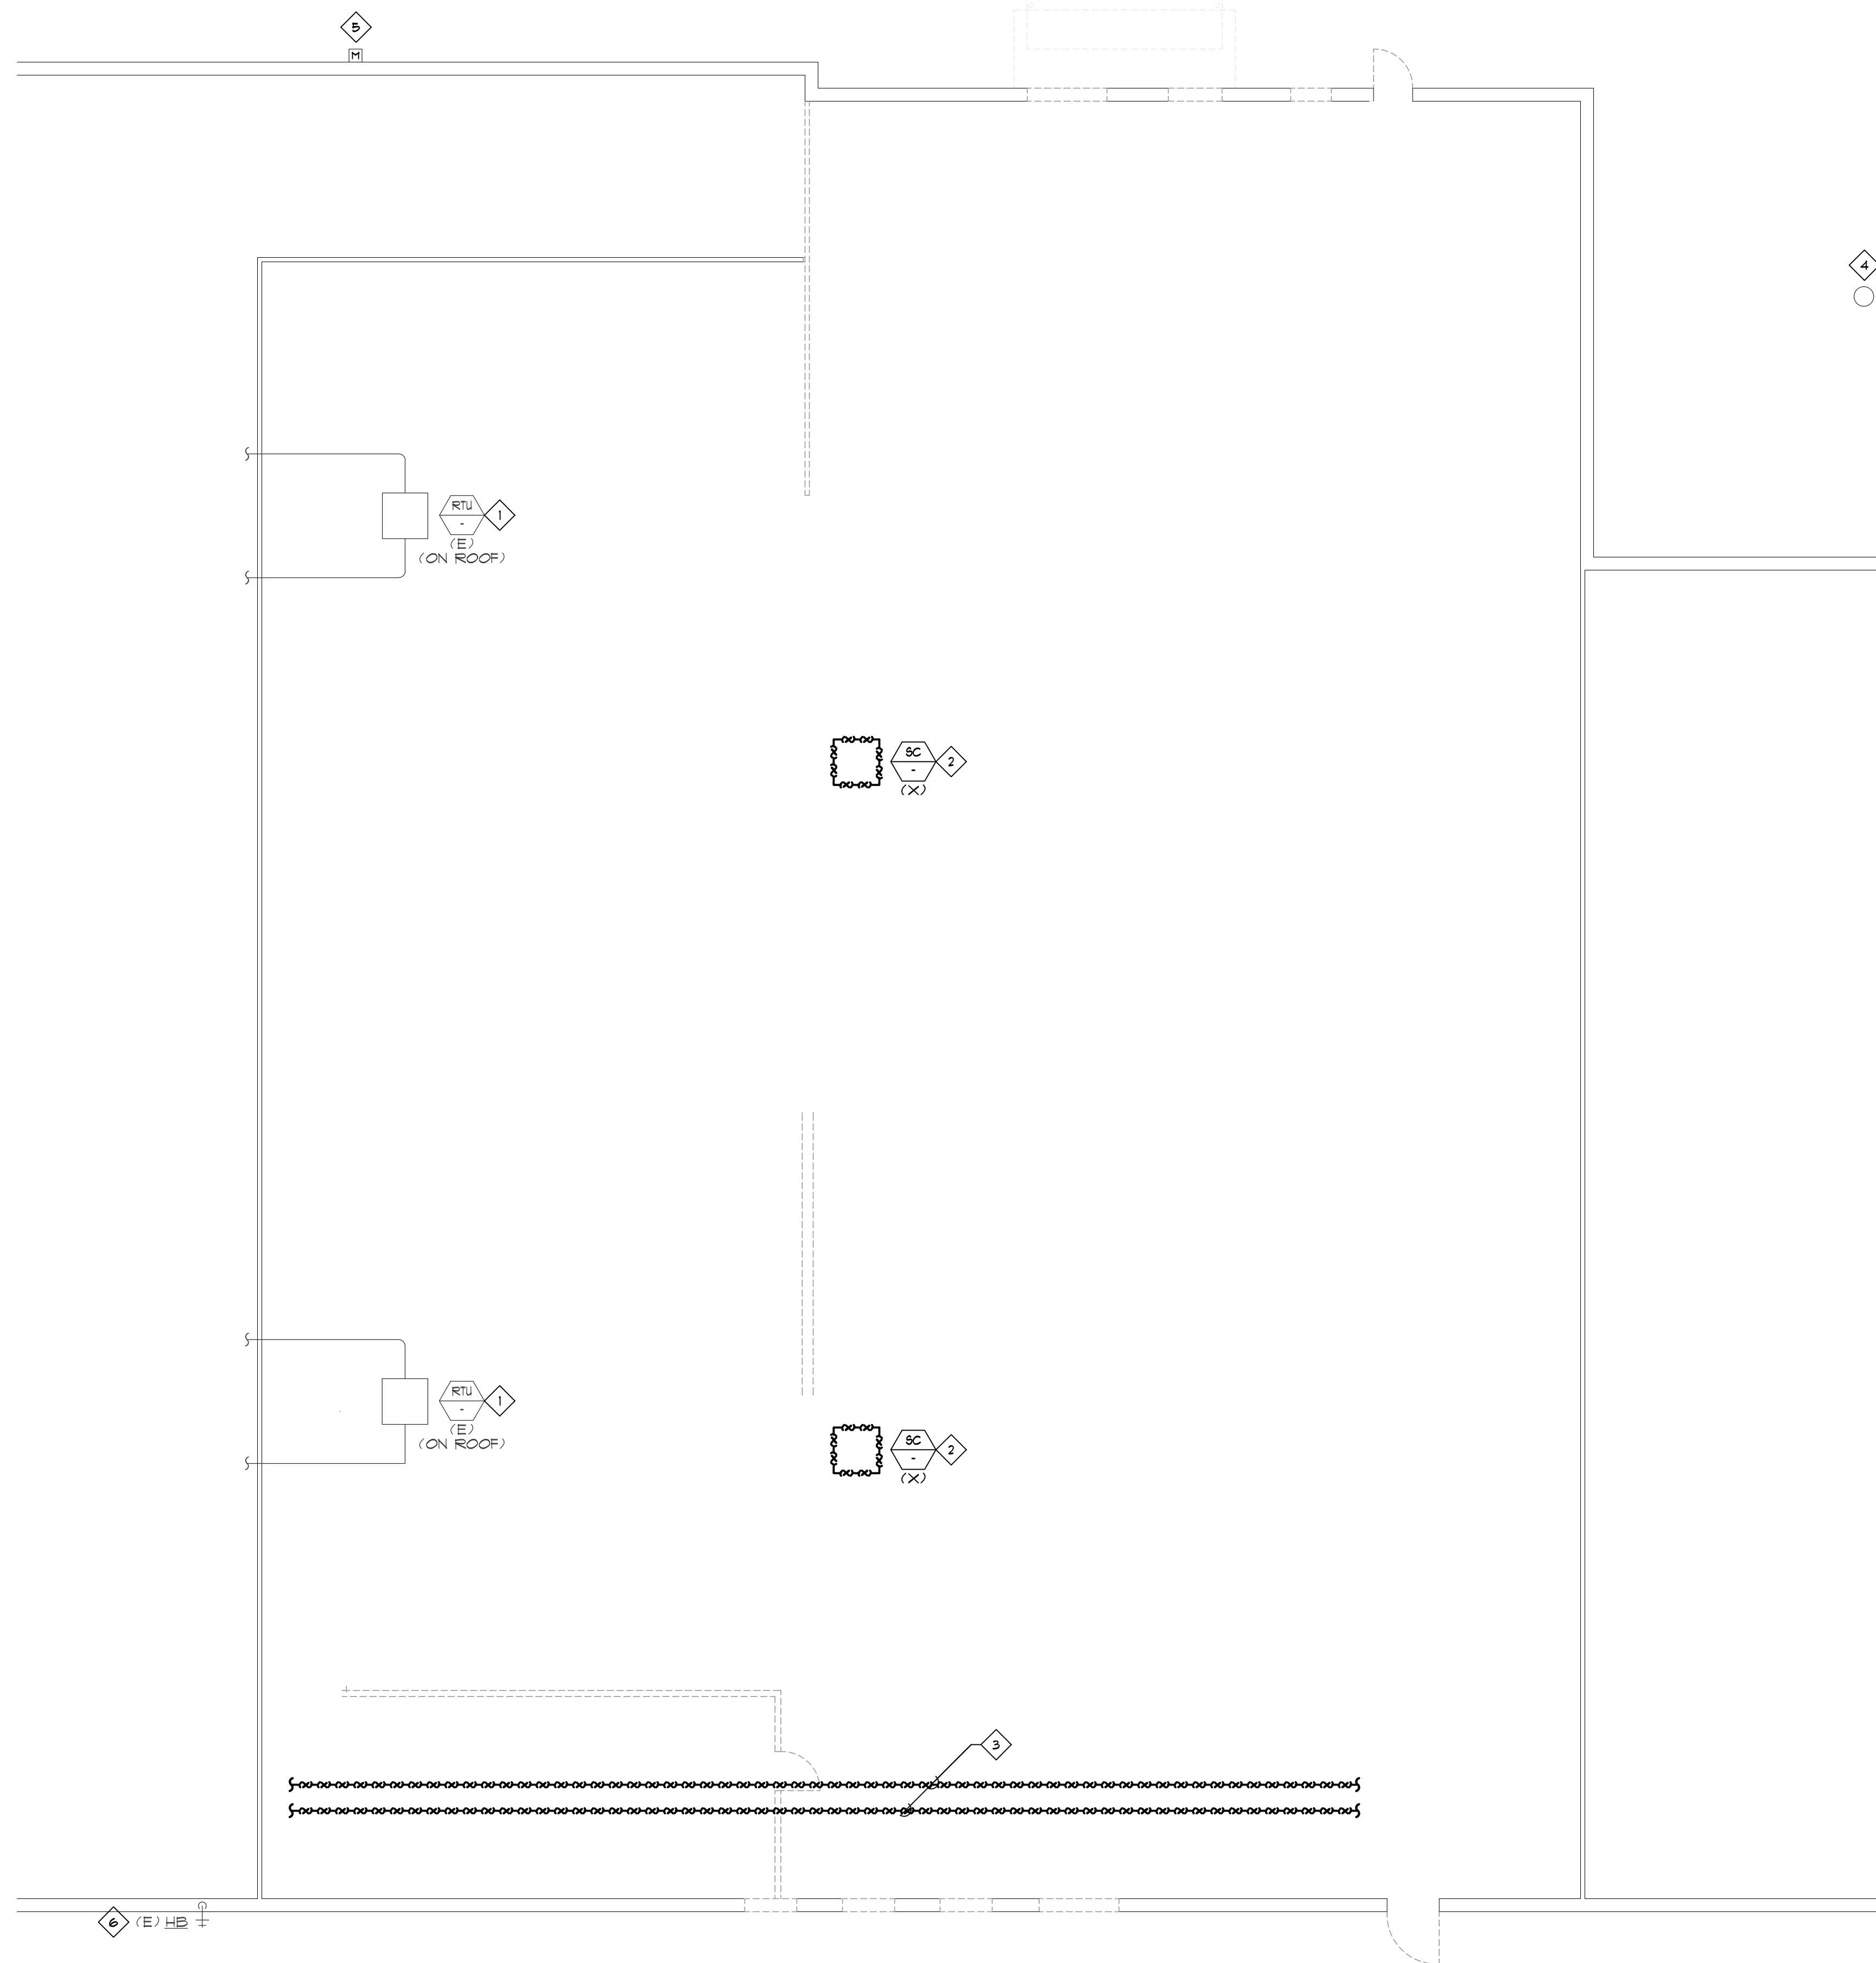 5
M
4
RTU
-
1
(E)
(ON ROOF)
SC
-
2
(X)
RTU
-
1
(E)
(ON ROOF)
SC
-
2
(X)
3
6 (E) HB